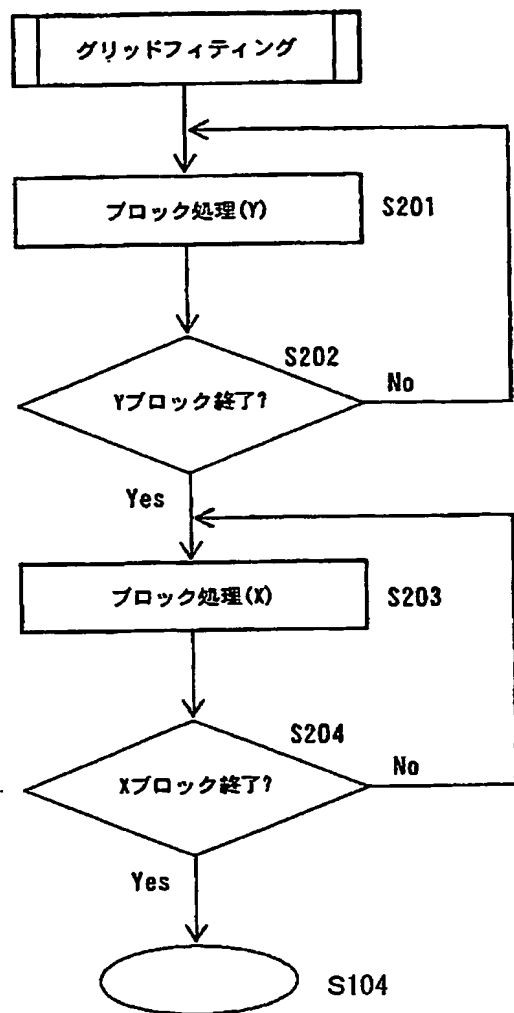 グリッドフィティング
ブロック処理(Y)
S201
S202
Yブロック終了?
No
Yes
ブロック処理(X)
S203
S204
Xブロック終了?
No
Yes
S104